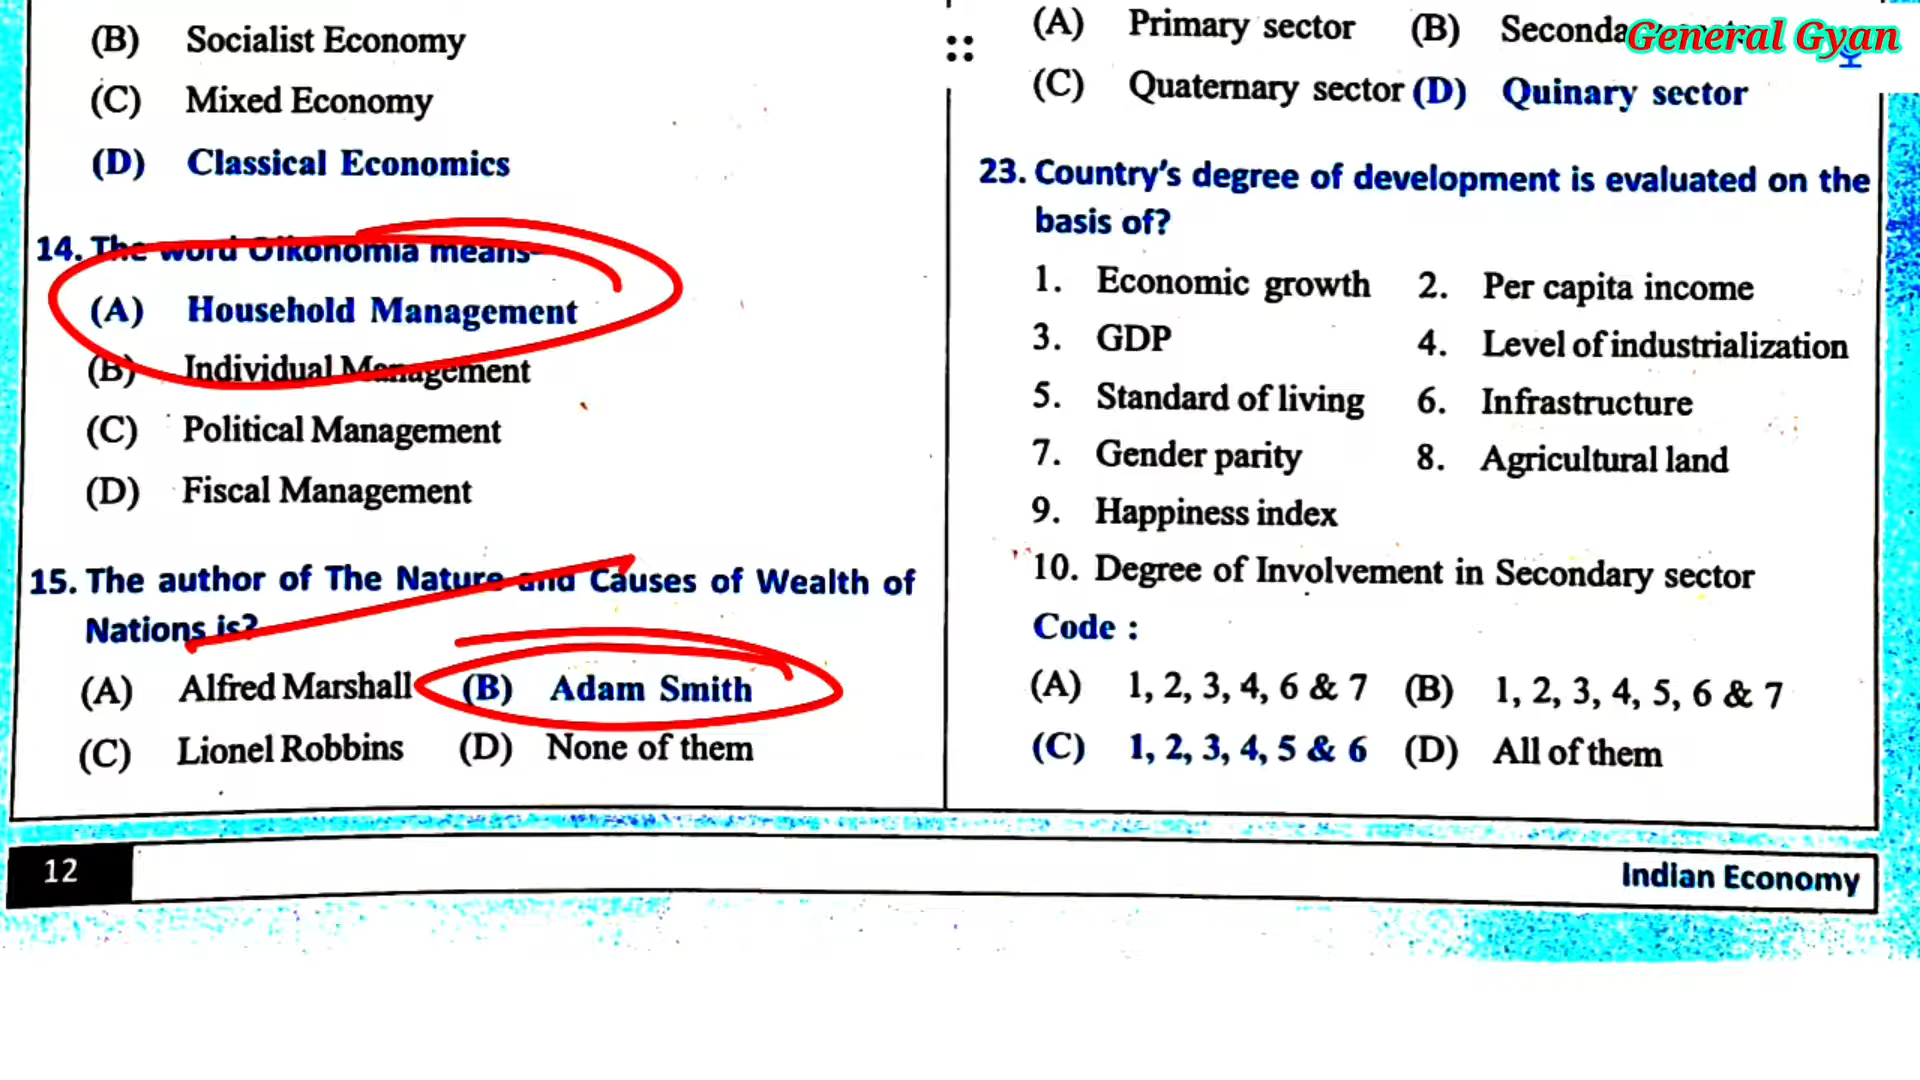 (B) Socialist Economy
(C) Mixed Economy
(D) Classical Economics
14. The word Oikonomia means-
(A) Household Management
(B) Individual Management
(C) Political Management
(D) Fiscal Management
15. The author of The Nature and Causes of Wealth of
Nations is?
(A) Alfred Marshall (B) Adam Smith
(C) Lionel Robbins (D) None of them
(A) Primary sector (B)
(C) Quaternary sector (D) Quinary sector
General Gyan
23. Country's degree of development is evaluated on the
basis of?
1. Economic growth 2. Per capita income
3. GDP 4. Level of industrialization
5. Standard of living 6. Infrastructure
7. Gender parity 8. Agricultural land
9. Happiness index
10. Degree of Involvement in Secondary sector
Code :
(A) 1, 2, 3, 4, 6 & 7 (B) 1, 2, 3, 4, 5, 6 & 7
(C) 1, 2, 3, 4, 5 & 6 (D) All of them
12
Indian Economy